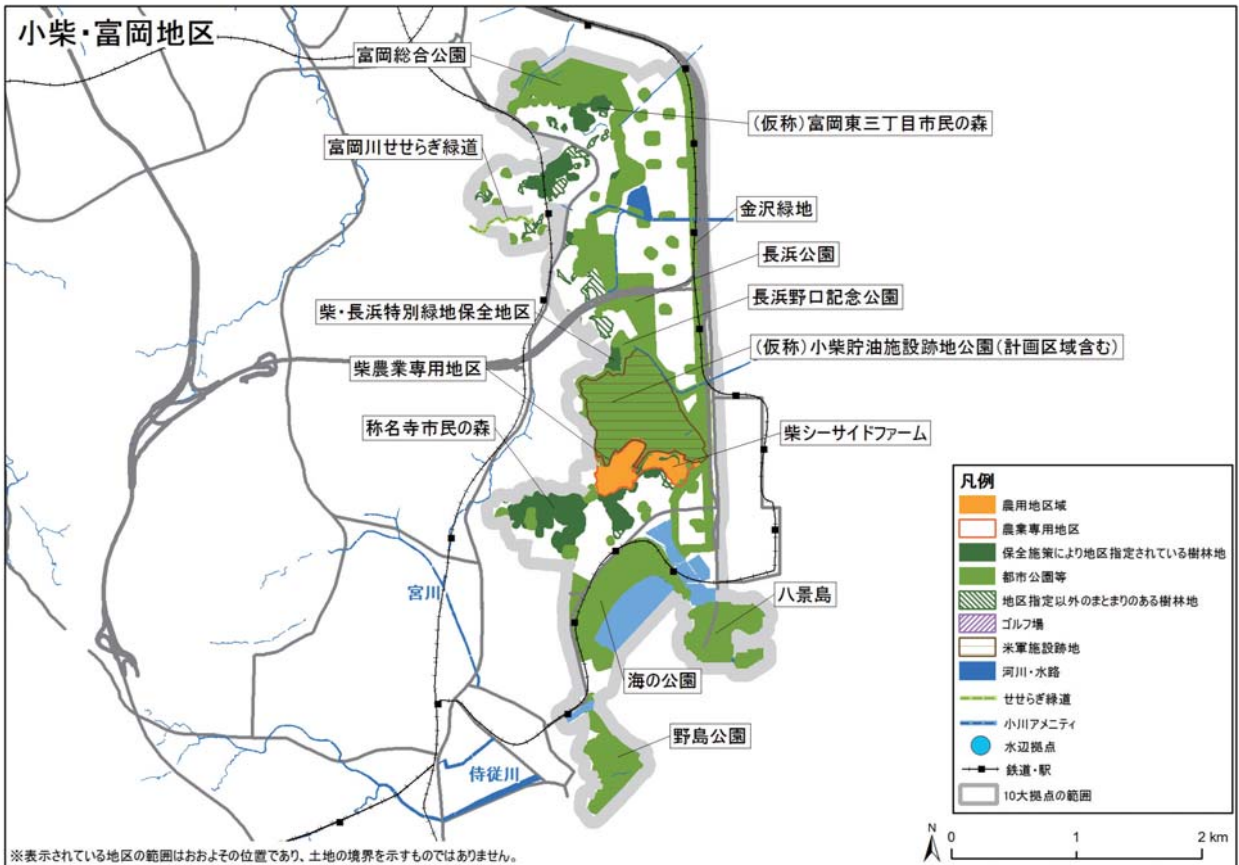 小柴・富岡地区
富岡総合公園
(仮称)富岡東三丁目市民の森
富岡川せせらぎ緑道
金沢緑地
長浜公園
長浜野口記念公園
柴・長浜特別緑地保全地区
(仮称)小柴貯油施設跡地公園(計画区域含む)
柴農業専用地区
称名寺市民の森
柴シーサイドファーム
宮川
八景島
海の公園
野島公園
侍従川
凡例
農用地区域
農業専用地区
保全施策により地区指定されている樹林地
都市公園等
地区指定以外のまとまりのある樹林地
ゴルフ場
米軍施設跡地
河川・水路
せせらぎ緑道
小川アメニティ
水辺拠点
鉄道・駅
10大拠点の範囲
N
0 1 2 km
※表示されている地区の範囲はおおよその位置であり、土地の境界を示すものではありません。